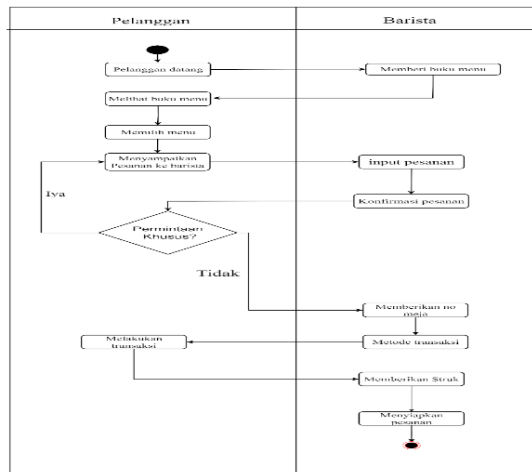 Pelanggan
Barista
Pelanggan datang
Memberi buku menu
Melihat buku menu
Memilih menu
Menyampaikan
Pesanan ke barista
input pesanan
Iya
Konfirmasi pesanan
Permintaan
Khusus?
Tidak
Memberikan no
meja
Melakukan
transaksi
Metode transaksi
Memberikan Struk
Menyiapkan
pesanan